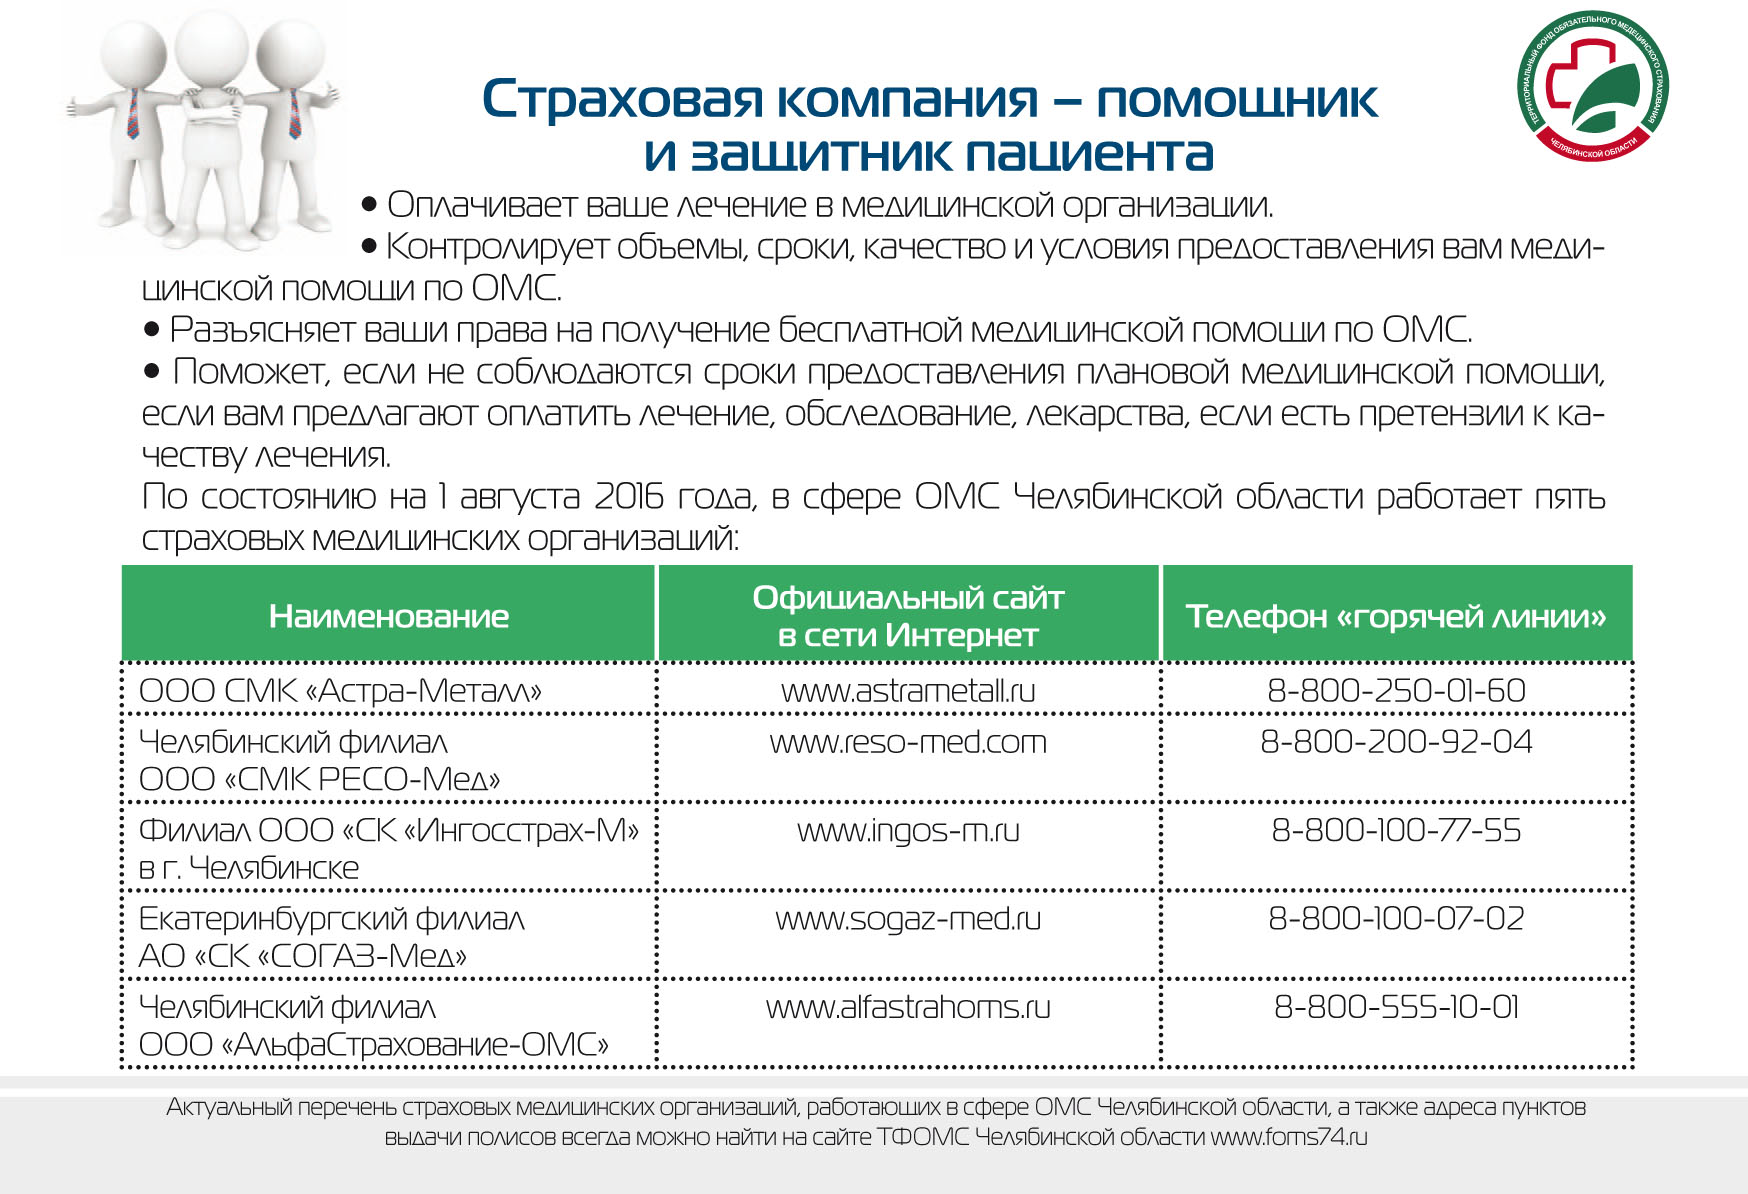 ТЕРРИТОРИАЛЬНЫЙ ФОНД ОБЯЗАТЕЛЬНОГО МЕДИЦИНСКОГО СТРАХОВАНИЯ
ЧЕЛЯБИНСКОЙ ОБЛАСТИ
Страховая компания – помощник
и защитник пациента
• Оплачивает ваше лечение в медицинской организации.
• Контролирует объемы, сроки, качество и условия предоставления вам меди-
цинской помощи по ОМС.
• Разъясняет ваши права на получение бесплатной медицинской помощи по ОМС.
• Поможет, если не соблюдаются сроки предоставления плановой медицинской помощи,
если вам предлагают оплатить лечение, обследование, лекарства, если есть претензии к ка-
честву лечения.
По состоянию на 1 августа 2016 года, в сфере ОМС Челябинской области работает пять
страховых медицинских организаций:
Наименование
Официальный сайт
в сети Интернет
Телефон «горячей линии»
ООО СМК «Астра-Металл»
www.astrametall.ru
8-800-250-01-60
Челябинский филиал
ООО «СМК РЕСО-Мед»
www.reso-med.com
8-800-200-92-04
Филиал ООО «СК «Ингосстрах-М»
в г. Челябинске
www.ingos-m.ru
8-800-100-77-55
Екатеринбургский филиал
АО «СК «СОГАЗ-Мед»
www.sogaz-med.ru
8-800-100-07-02
Челябинский филиал
ООО «АльфаСтрахование-ОМС»
www.alfastrahoms.ru
8-800-555-10-01
Актуальный перечень страховых медицинских организаций, работающих в сфере ОМС Челябинской области, а также адреса пунктов
выдачи полисов всегда можно найти на сайте ТФОМС Челябинской области www.foms74.ru